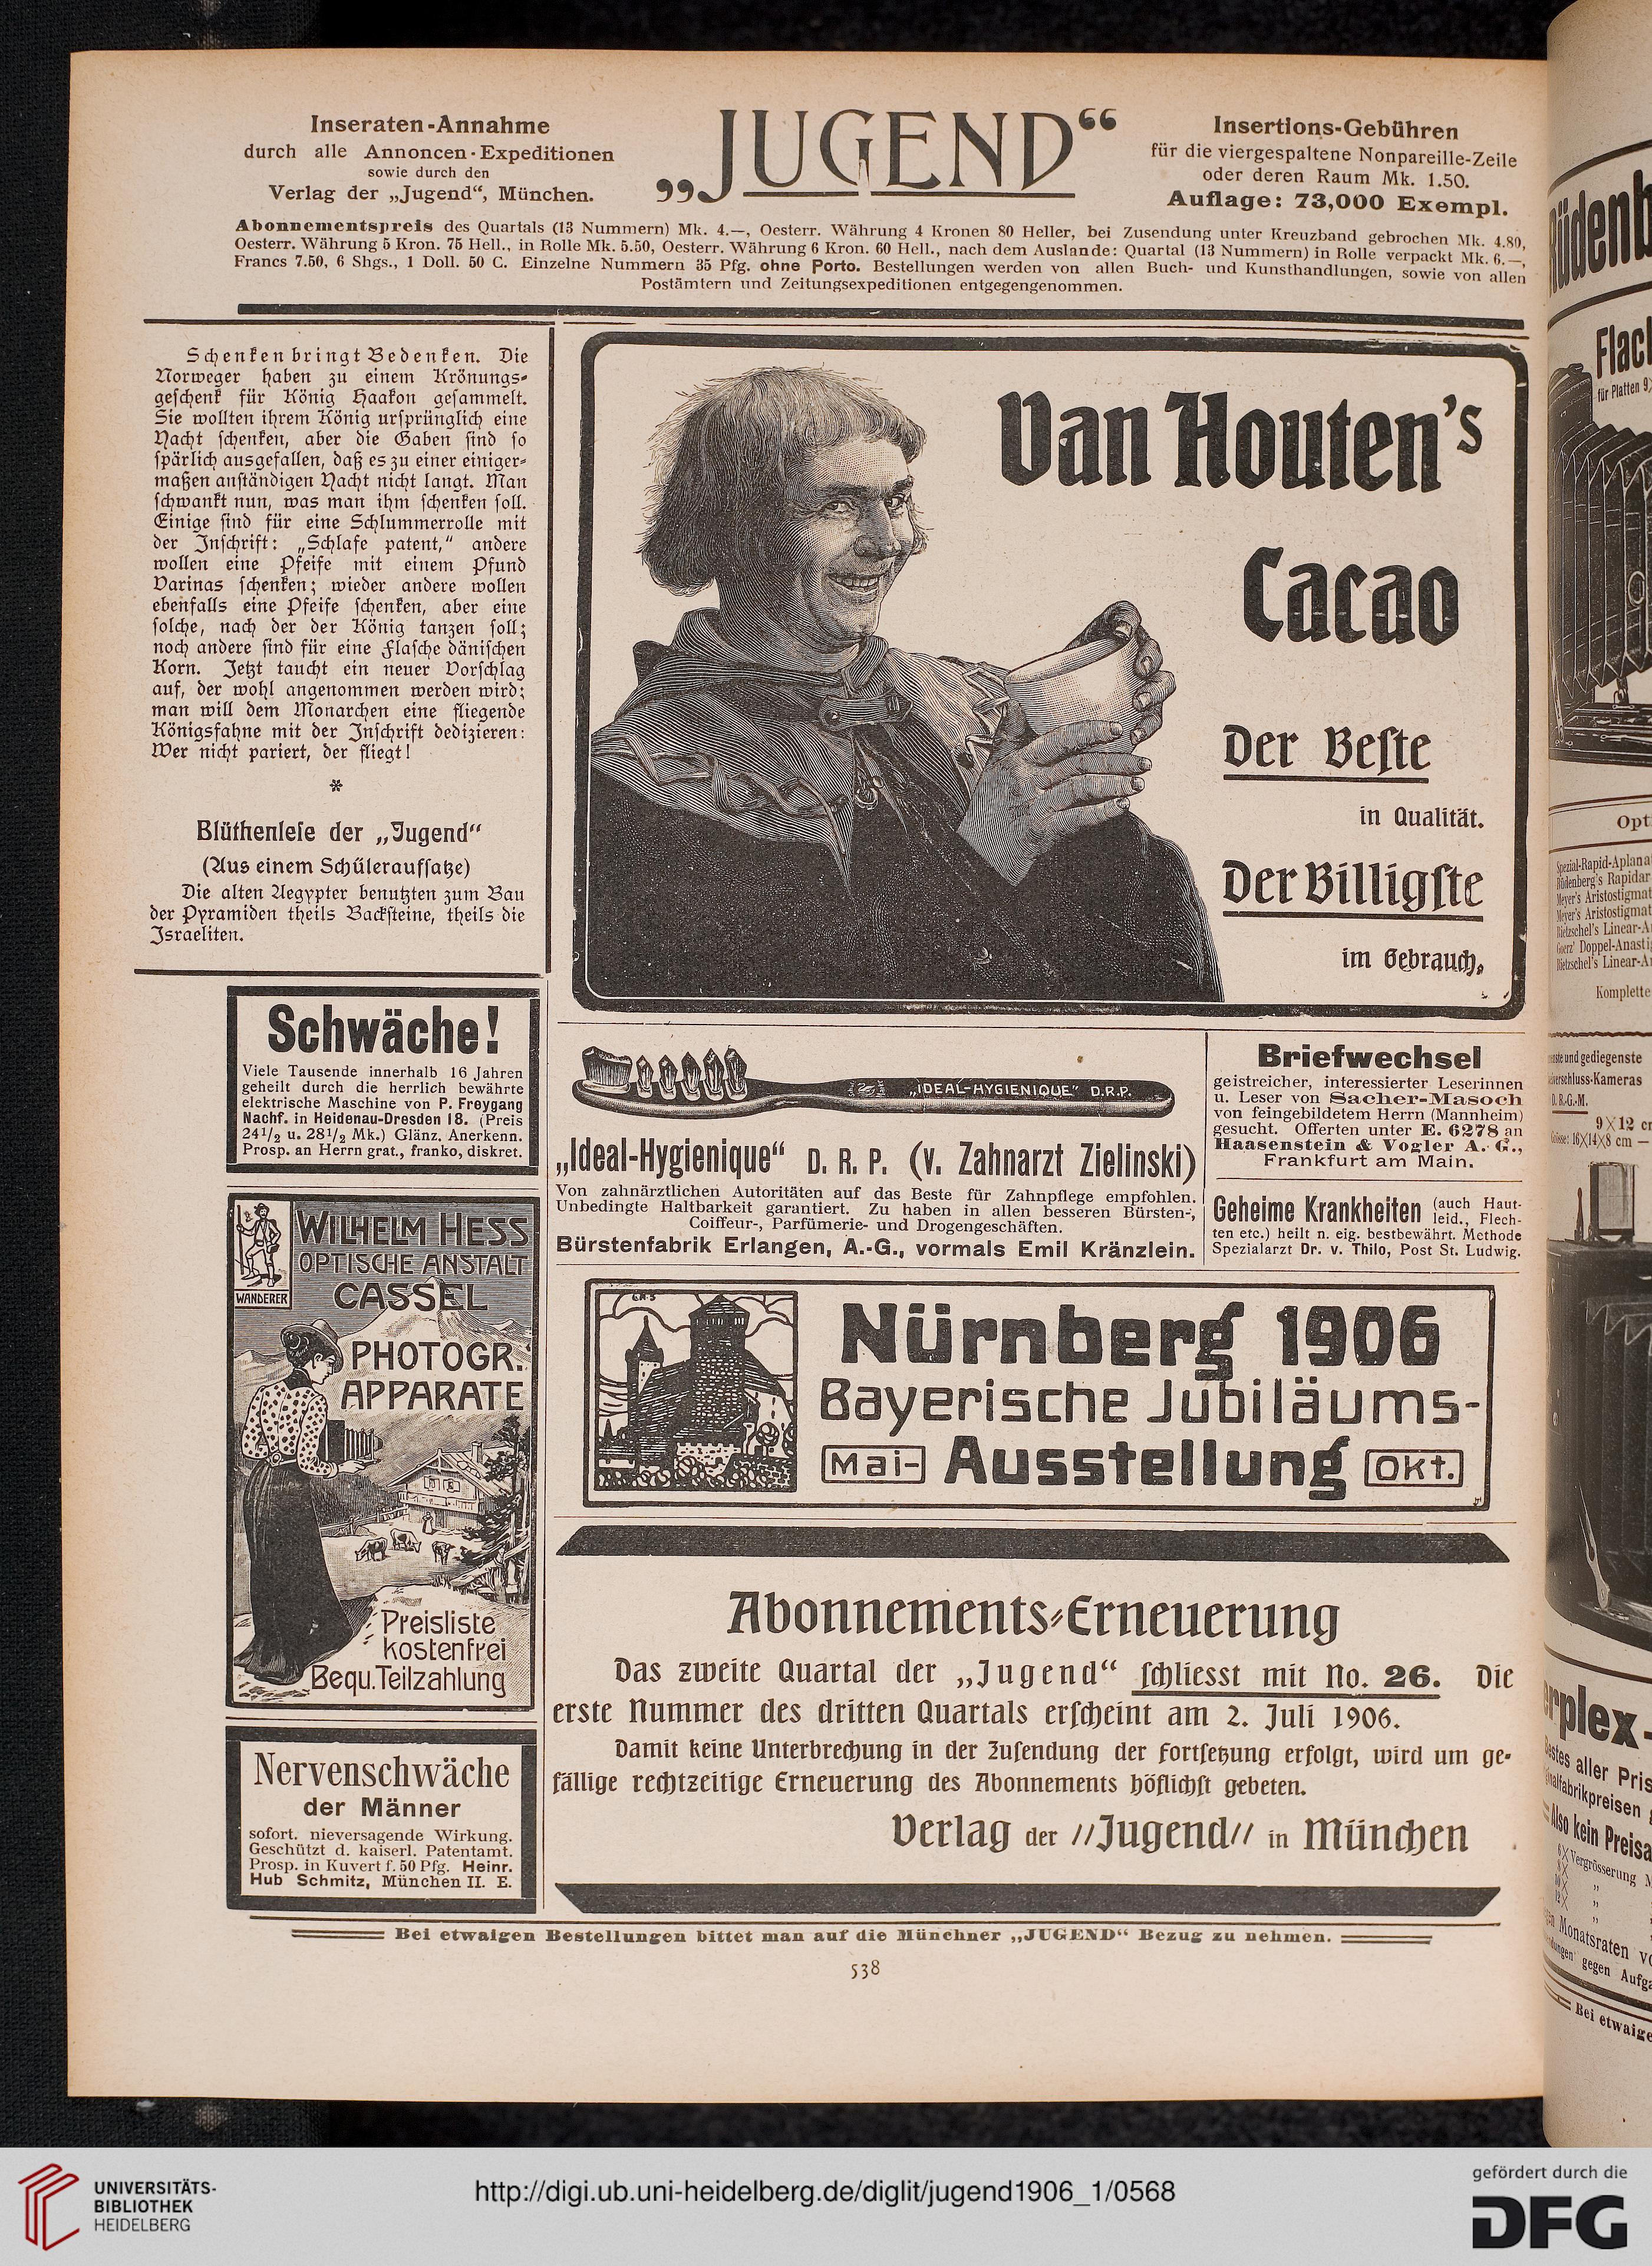 Inseraten-Annahme
durch alle Annoncen-Expeditionen
sowie durch den
Verlag der „Jugend“, München.
„JUGEND“
Insertions-Gebühren
für die viergespaltene Nonpareille-Zeile
oder deren Raum Mk. 1.50.
Auflage: 73,000 Exempl.
Abonnementspreis des Quartals (13 Nummern) Mk. 4.—, Oesterr. Währung 4 Kronen 80 Heller, bei Zusendung unter Kreuzband gebrochen Mk. 4.80,
Oesterr. Währung 5 Kron. 75 Hell., in Rolle Mk. 5.50, Oesterr. Währung 6 Kron. 60 Hell., nach dem Auslande: Quartal (13 Nummern) in Rolle verpackt Mk. 6.—,
Francs 7.50, 6 Shgs., 1 Doll. 50 C. Einzelne Nummern 35 Pfg. ohne Porto. Bestellungen werden von allen Buch- und Kunsthandlungen, sowie von allen
Postämtern und Zeitungsexpeditionen entgegengenommen.
Schenken bringt Bedenken. Die
Norweger haben zu einem Krönungs-
geschenk für König Haakon gesammelt.
Sie wollten ihrem König ursprünglich eine
Yacht schenken, aber die Gaben sind so
spärlich ausgefallen, daß es zu einer einiger-
maßen anständigen Yacht nicht langt. Man
schwankt nun, was man ihm schenken soll.
Einige sind für eine Schlummerrolle mit
der Inschrift: „Schlafe patent,“ andere
wollen eine Pfeife mit einem Pfund
Varinas schenken; wieder andere wollen
ebenfalls eine Pfeife schenken, aber eine
solche, nach der der König tanzen soll;
noch andere sind für eine Flasche dänischen
Korn. Jetzt taucht ein neuer Vorschlag
auf, der wohl angenommen werden wird;
man will dem Monarchen eine fliegende
Königsfahne mit der Inschrift dedizieren:
Wer nicht pariert, der fliegt!
*
Blüthenlese der „Jugend“
(Aus einem Schüleraufsatze)
Die alten Aegypter benutzten zum Bau
der Pyramiden theils Backsteine, theils die
Israeliten.
Van Houten's
Cacao
Der Beste
in Qualität.
Der Billigste
im Gebrauch.
Schwäche!
Viele Tausende innerhalb 16 Jahren
geheilt durch die herrlich bewährte
elektrische Maschine von P. Freygang
Nachf. in Heidenau-Dresden 18. (Preis
24½ u. 28½ Mk.) Glänz. Anerkenn.
Prosp. an Herrn grat., franko, diskret.
„IDEAL-HYGIENIQUE“ D.R.P.
„Ideal-Hygienique“ D. R. P. (v. Zahnarzt Zielinski)
Von zahnärztlichen Autoritäten auf das Beste für Zahnpflege empfohlen.
Unbedingte Haltbarkeit garantiert. Zu haben in allen besseren Bürsten-,
Coiffeur-, Parfümerie- und Drogengeschäften.
Bürstenfabrik Erlangen, A.-G., vormals Emil Kränzlein.
Briefwechsel
geistreicher, interessierter Leserinnen
u. Leser von Sacher-Masoch
von feingebildetem Herrn (Mannheim)
gesucht. Offerten unter E. 6278 an
Haasenstein & Vogler A. G.,
Frankfurt am Main.
Geheime Krankheiten (auch Haut-
leid., Flech-
ten etc.) heilt n. eig. bestbewährt. Methode
Spezialarzt Dr. v. Thilo, Post St. Ludwig.
WANDERER
WILHELM HESS
OPTISCHE ANSTALT
CASSEL
PHOTOGR.
APPARATE
Preisliste
kostenfrei
Bequ. Teilzahlung
Nürnberg 1906
Bayerische Jubiläums-
Mai- Ausstellung Okt.
Abonnements-Erneuerung
Das zweite Quartal der „Jugend“ schliesst mit No. 26. Die
erste Nummer des dritten Quartals erscheint am 2. Juli 1906.
Damit keine Unterbrechung in der Zusendung der Fortsetzung erfolgt, wird um ge-
fällige rechtzeitige Erneuerung des Abonnements höflichst gebeten.
Verlag der „Jugend“ in München
Nervenschwäche
der Männer
sofort. nieversagende Wirkung.
Geschützt d. kaiserl. Patentamt.
Prosp. in Kuvert f. 50 Pfg. Heinr.
Hub Schmitz, München II. E.
Bei etwaigen Bestellungen bittet man auf die Münchner „JUGEND“ Bezug zu nehmen.
538
für Platten
Spezial-Rapid-
Meyer's
Meyer's
Komplette
und gediegenste
Kameras
9×12
16×14×8 cm —
aller
Also kein
Vergrösserung
Monatsraten
gegen
Bei
UNIVERSITÄTS-
BIBLIOTHEK
HEIDELBERG
http://digi.ub.uni-heidelberg.de/diglit/jugend1906_1/0568
gefördert durch die
DFG